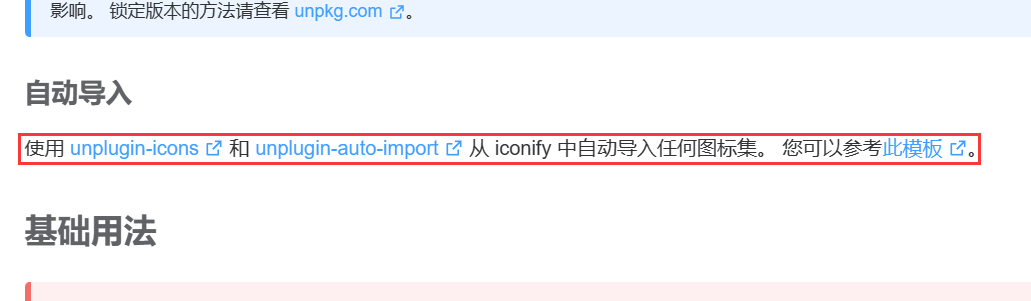 影响。 锁定版本的方法请查看 unpkg.com。
自动导入
使用 unplugin-icons 和 unplugin-auto-import 从 iconify 中自动导入任何图标集。 您可以参考此模板。
基础用法